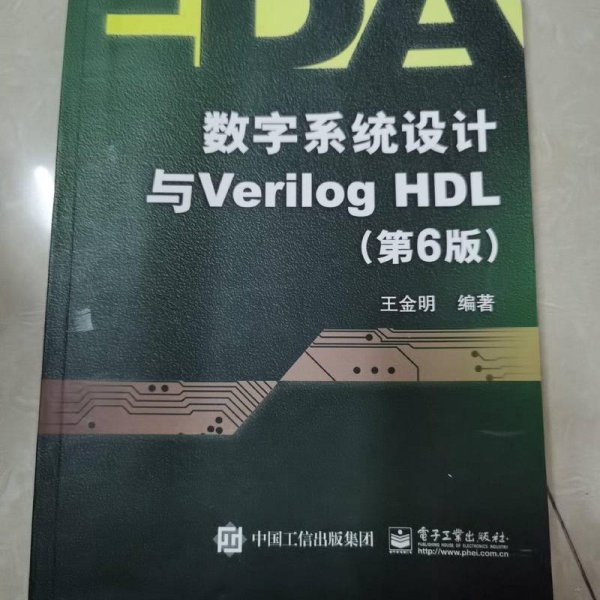 EDA
数字系统设计
与Verilog HDL
(第6版)
王金明 编著
中国工信出版集团
电子工业出版社·
PUBLISHING HOUSE OF ELECTRONICS INDUSTRY
http://www.phei.com.cn